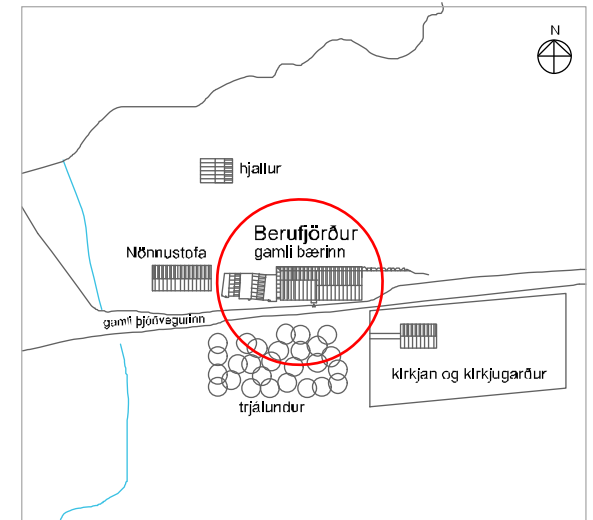 N
hjallur
Berufjörður
gamli bærinn
Nönnustofa
gamli þjóðvegurinn
kirkjan og kirkjugarður
trjálundur